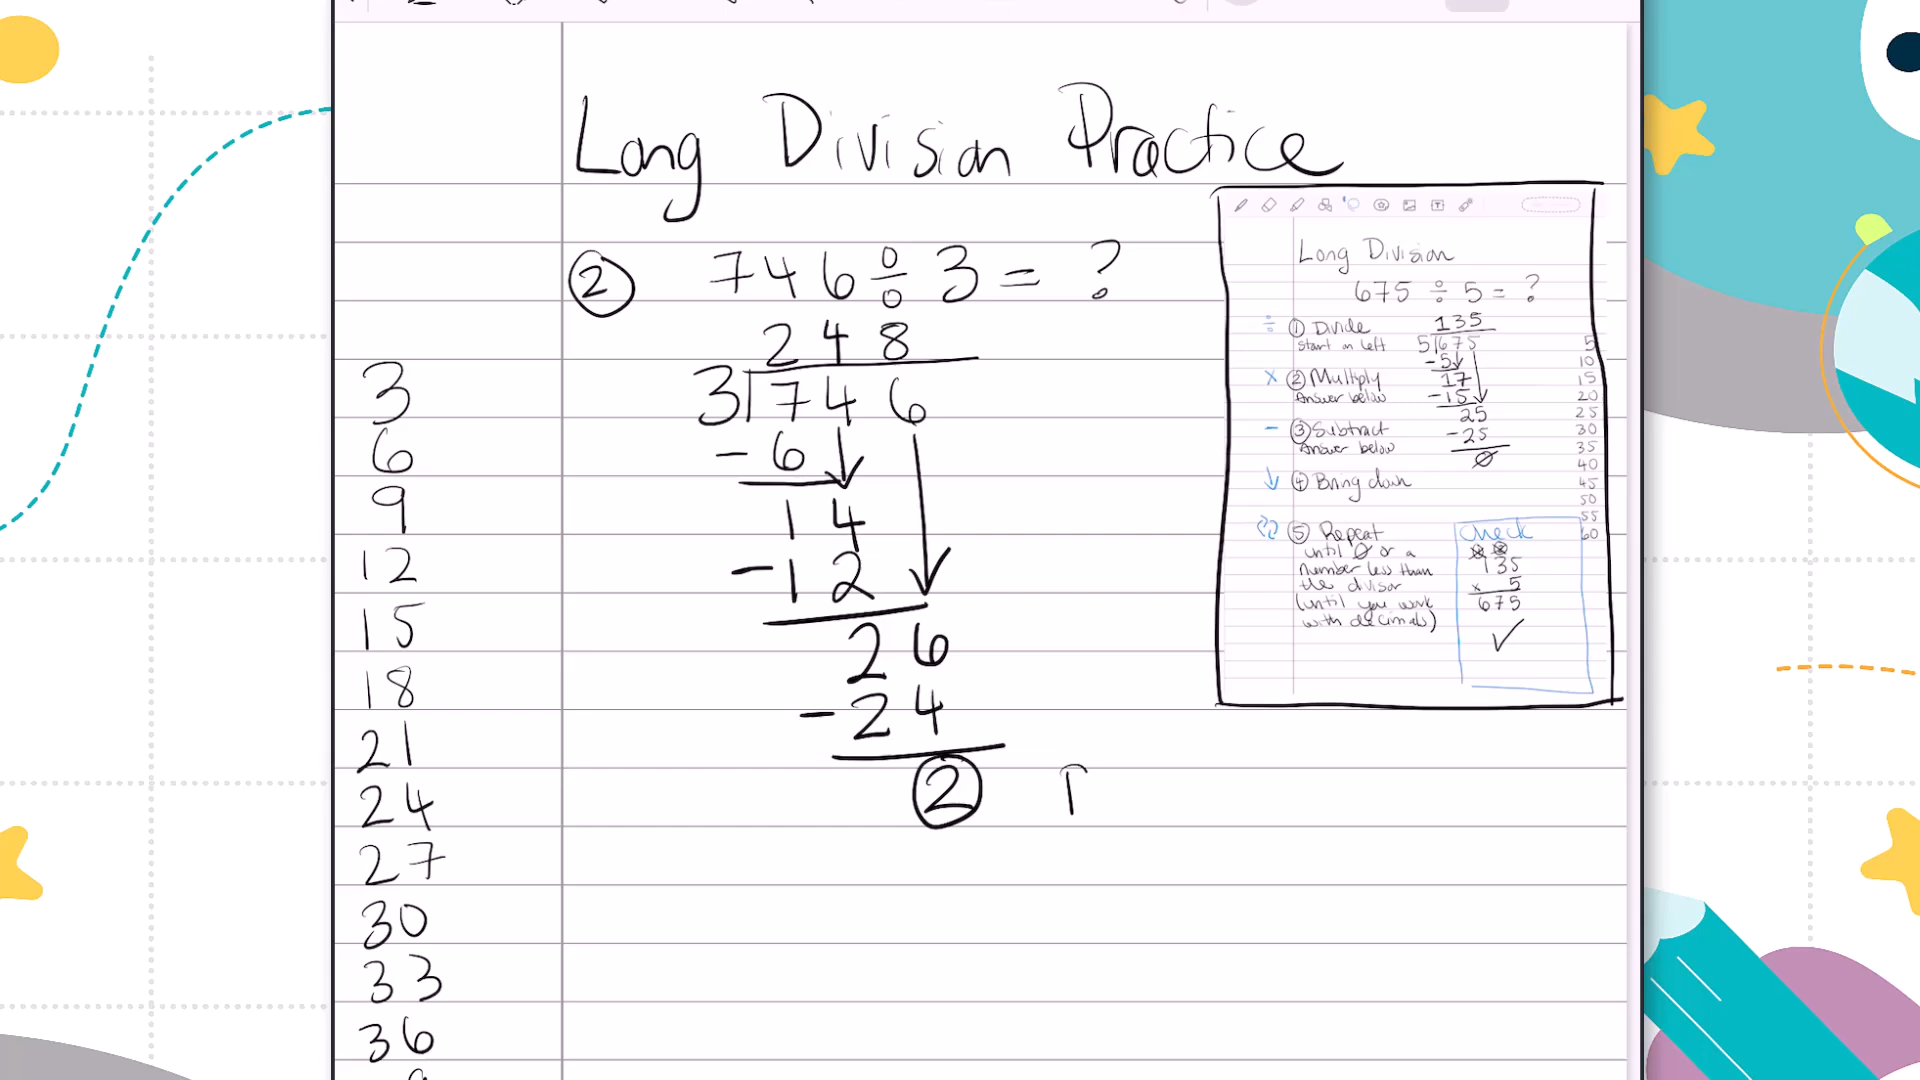 Long Division Practice
② 746 ÷ 3 = ?
248
3 3⟌746
6 - 6
9 14
12 - 12
15 26
18 - 24
21 2 r
24
27
30
33
36
Long Division
675 ÷ 5 = ?
÷ ① Divide
start on left
x ② Multiply
Answer below
- ③ Subtract
Answer below
↓ ④ Bring down
⑤ Repeat
until 0 or a
number less than
the divisor
(until you work
with decimals)
135
5⟌675
-5
17
-15
25
-25
0
5
10
15
20
25
30
35
40
45
50
55
60
Check
135
x 5
675
✓